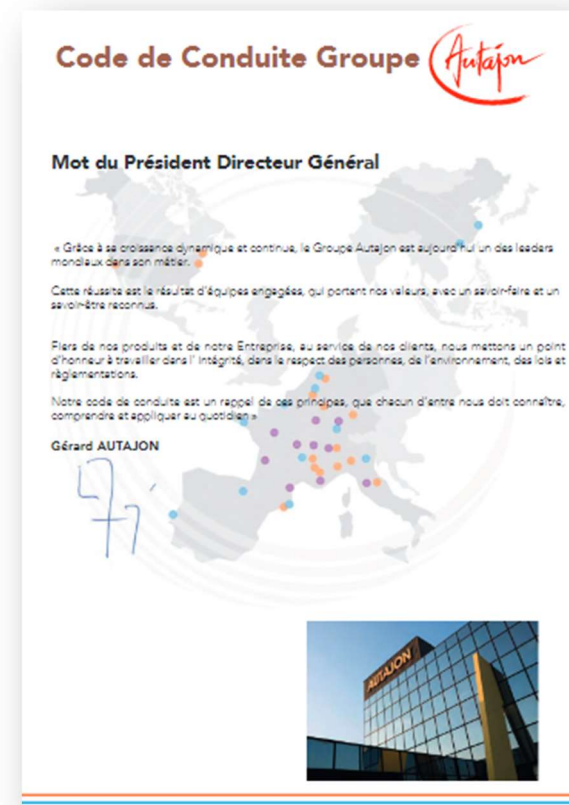 Code de Conduite Groupe Autajon
Mot du Président Directeur Général
« Grâce à sa croissance dynamique et continue, le Groupe Autajon est aujourd'hui un des leaders
mondiaux dans son métier.
Cette réussite est le résultat d'équipes engagées, qui portent nos valeurs, avec un savoir-faire et un
savoir-être reconnus.
Fiers de nos produits et de notre Entreprise, au service de nos clients, nous mettons un point
d'honneur à travailler dans l' Intégrité, dans le respect des personnes, de l'environnement, des lois et
règlementations.
Notre code de conduite est un rappel de ces principes, que chacun d'entre nous doit connaître,
comprendre et appliquer au quotidien »
Gérard AUTAJON
AUTAJON